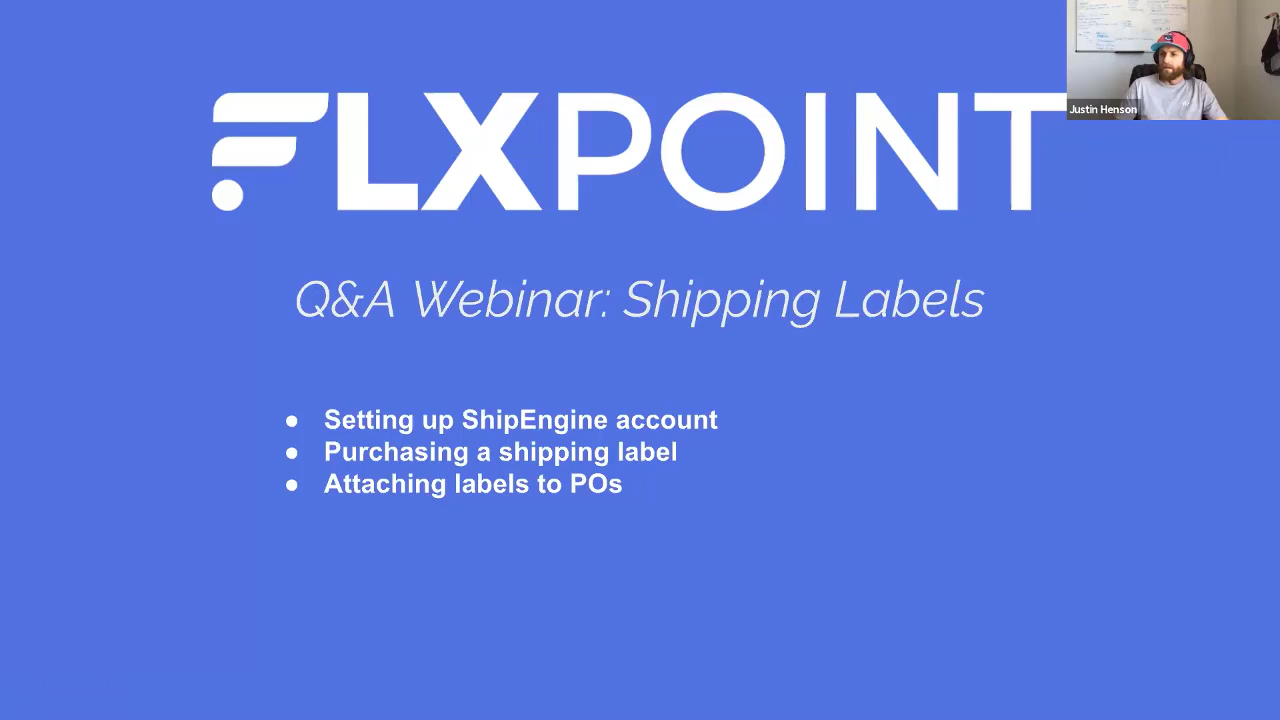 FLXPOINT
Justin Henson
Q&A Webinar: Shipping Labels
● Setting up ShipEngine account
● Purchasing a shipping label
● Attaching labels to POs